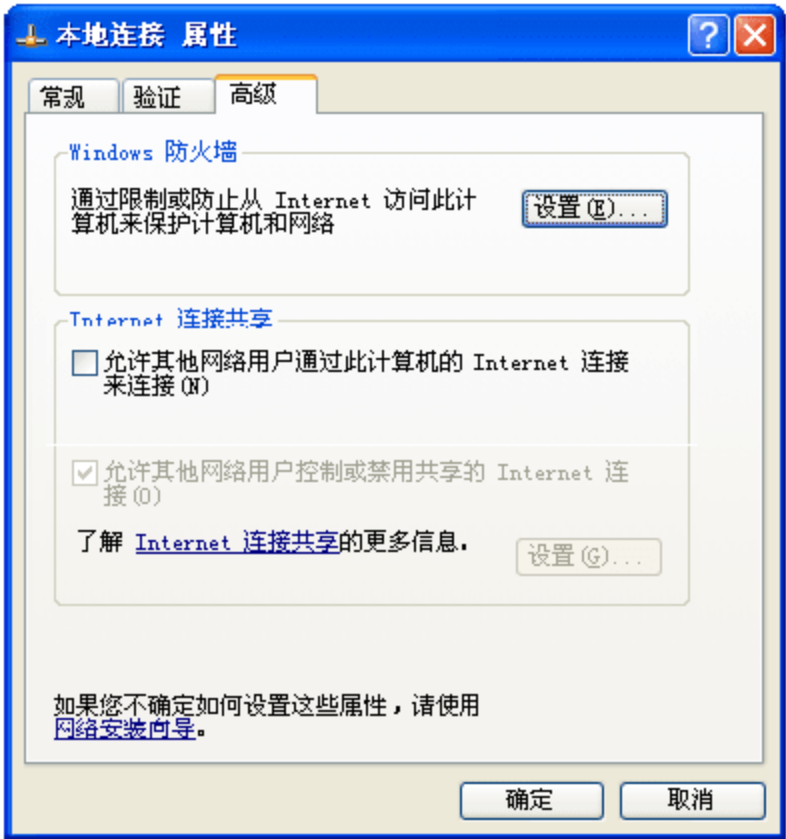 本地连接 属性
常规 验证 高级
Windows 防火墙
通过限制或防止从 Internet 访问此计
算机来保护计算机和网络
设置(E)...
Internet 连接共享
允许其他网络用户通过此计算机的 Internet 连接
来连接(N)
允许其他网络用户控制或禁用共享的 Internet 连
接(O)
了解 Internet 连接共享的更多信息。
设置(G)...
如果您不确定如何设置这些属性，请使用
网络安装向导。
确定 取消